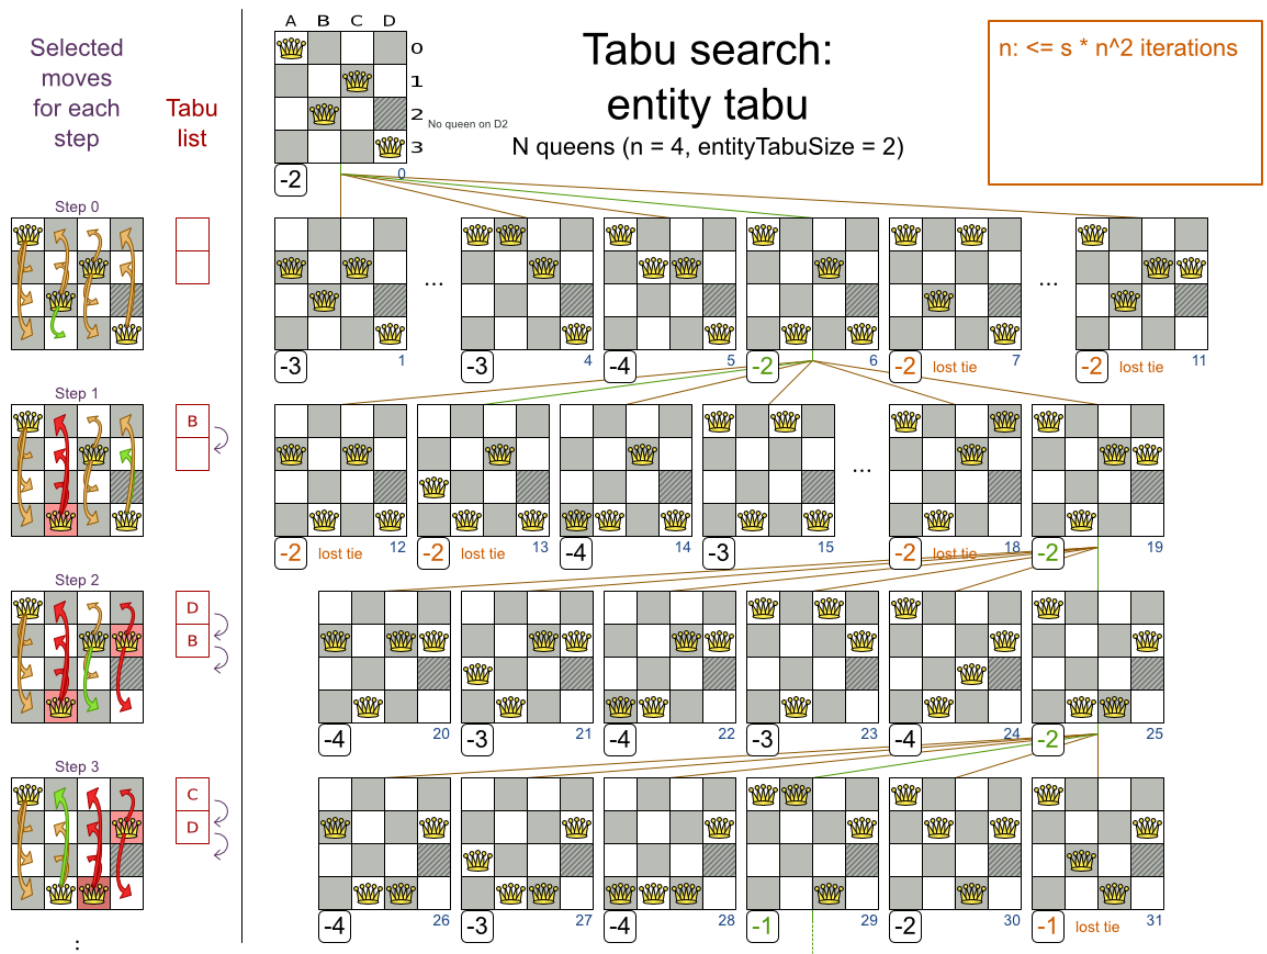 Selected
moves
for each
step
Tabu
list
A B C D
0
1
2
3
No queen on D2
Tabu search:
entity tabu
N queens (n = 4, entityTabuSize = 2)
n: <= s * n^2 iterations
-2 0
Step 0
...
...
-3 1
-3 4
-4 5
-2 6
-2 lost tie 7
-2 lost tie 11
Step 1
B
...
-2 lost tie 12
-2 lost tie 13
-4 14
-3 15
-2 lost tie 18
-2 19
Step 2
D
B
-4 20
-3 21
-4 22
-3 23
-4 24
-2 25
Step 3
C
D
-4 26
-3 27
-4 28
-1 29
-2 30
-1 lost tie 31
: